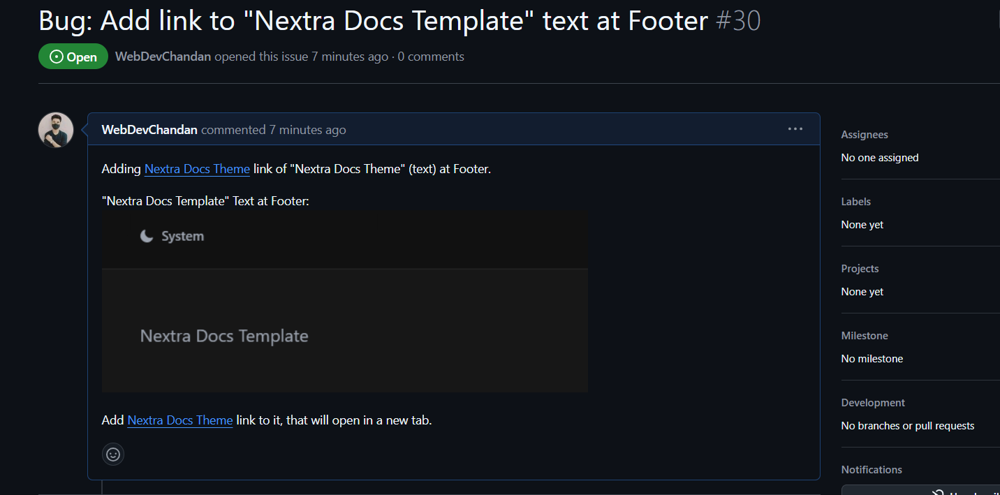 Bug: Add link to "Nextra Docs Template" text at Footer #30
Open WebDevChandan opened this issue 7 minutes ago · 0 comments
WebDevChandan commented 7 minutes ago
Adding Nextra Docs Theme link of "Nextra Docs Theme" (text) at Footer.
"Nextra Docs Template" Text at Footer:
System
Nextra Docs Template
Add Nextra Docs Theme link to it, that will open in a new tab.
Assignees
No one assigned
Labels
None yet
Projects
None yet
Milestone
No milestone
Development
No branches or pull requests
Notifications